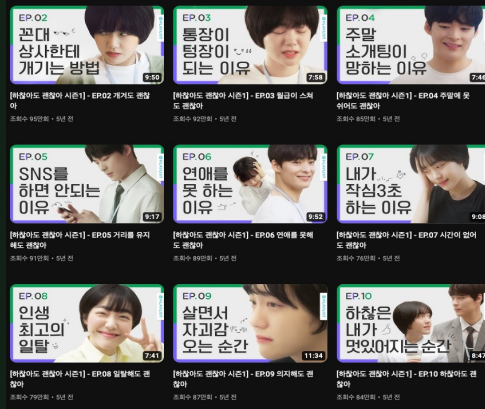 EP.02
꼰대
상사한테
개기는 방법
9:50
[하찮아도 괜찮아 시즌1] - EP.02 개겨도 괜찮
아
조회수 95만회 • 5년 전
EP.03
통장이
텅장이
되는 이유
7:58
[하찮아도 괜찮아 시즌1] - EP.03 월급이 스쳐
도 괜찮아
조회수 92만회 • 5년 전
EP.04
주말
소개팅이
망하는 이유
7:46
[하찮아도 괜찮아 시즌1] - EP.04 주말에 못
쉬어도 괜찮아
조회수 85만회 • 5년 전
EP.05
SNS를
하면 안되는
이유
9:17
[하찮아도 괜찮아 시즌1] - EP.05 거리를 유지
해도 괜찮아
조회수 91만회 • 5년 전
EP.06
연애를
못 하는
이유
9:52
[하찮아도 괜찮아 시즌1] - EP.06 연애를 못해
도 괜찮아
조회수 89만회 • 5년 전
EP.07
내가
작심3초
하는 이유
9:08
[하찮아도 괜찮아 시즌1] - EP.07 시간이 없어
도 괜찮아
조회수 76만회 • 5년 전
EP.08
인생
최고의
일탈
7:41
[하찮아도 괜찮아 시즌1] - EP.08 일탈해도 괜
찮아
조회수 79만회 • 5년 전
EP.09
살면서
자괴감
오는 순간
11:34
[하찮아도 괜찮아 시즌1] - EP.09 의지해도 괜
찮아
조회수 87만회 • 5년 전
EP.10
하찮은
내가
멋있어지는 순간
8:47
[하찮아도 괜찮아 시즌1] - EP.10 하찮아도 괜
찮아
조회수 84만회 • 5년 전